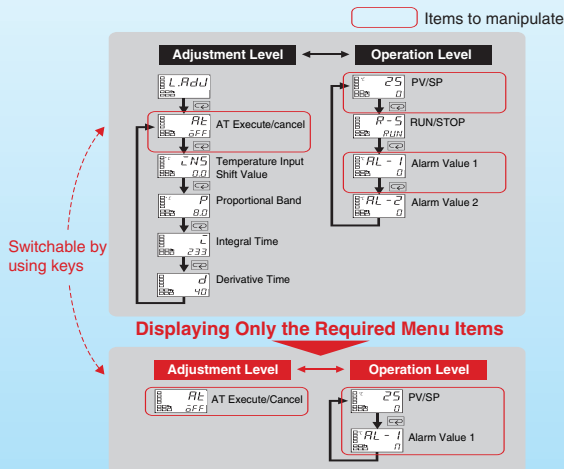 Items to manipulate
Adjustment Level
Operation Level
L.AdJ
At
oFF
AT Execute/cancel
iNS
0.0
Temperature Input
Shift Value
P
8.0
Proportional Band
i
233
Integral Time
d
40
Derivative Time
25
0
PV/SP
R-S
RUN
RUN/STOP
AL-1
0
Alarm Value 1
AL-2
0
Alarm Value 2
Switchable by
using keys
Displaying Only the Required Menu Items
Adjustment Level
Operation Level
At
oFF
AT Execute/Cancel
25
0
PV/SP
AL-1
Alarm Value 1